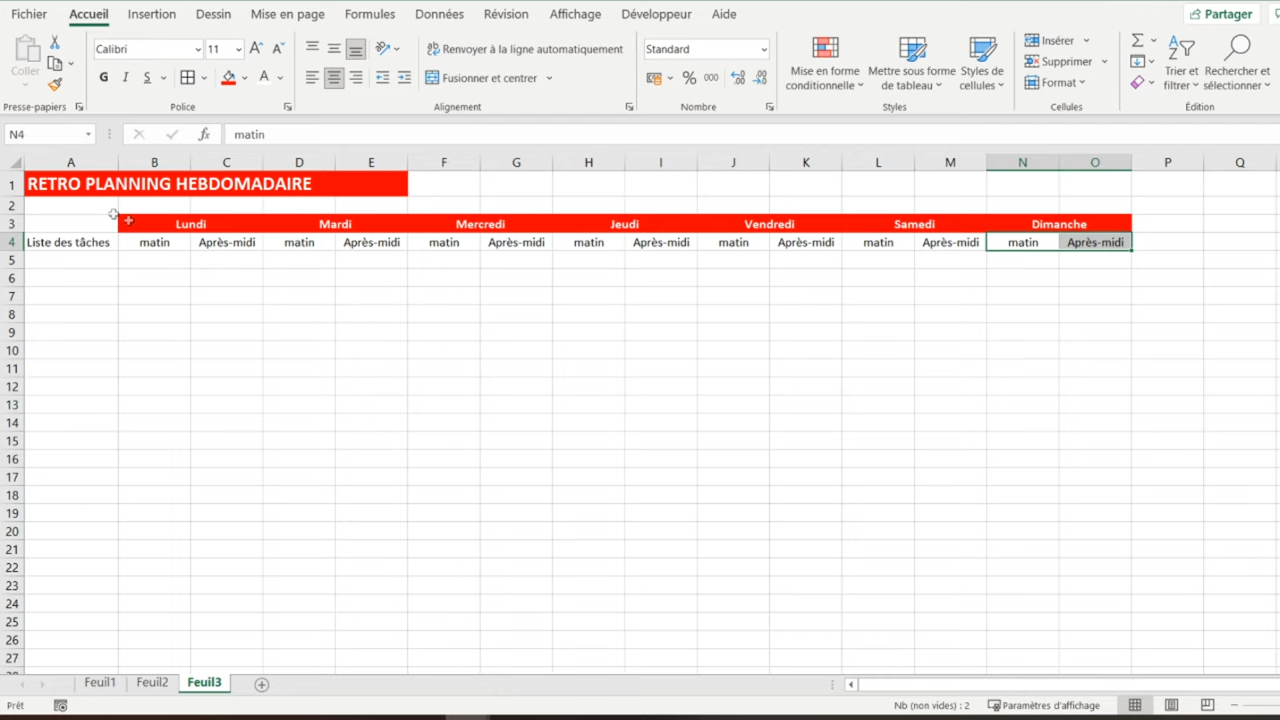 Fichier Accueil Insertion Dessin Mise en page Formules Données Révision Affichage Développeur Aide Partager
Coller
Calibri 11
Renvoyer à la ligne automatiquement
Standard
Insérer
G I S
Fusionner et centrer
% 000
Mise en forme conditionnelle
Mettre sous forme de tableau
Styles de cellules
Supprimer
Format
Trier et filtrer
Rechercher et sélectionner
Presse-papiers Police Alignement Nombre Styles Cellules Édition
N4 fx matin
A B C D E F G H I J K L M N O P Q
1 RETRO PLANNING HEBDOMADAIRE
2
3 Lundi Mardi Mercredi Jeudi Vendredi Samedi Dimanche
4 Liste des tâches matin Après-midi matin Après-midi matin Après-midi matin Après-midi matin Après-midi matin Après-midi matin Après-midi
5
6
7
8
9
10
11
12
13
14
15
16
17
18
19
20
21
22
23
24
25
26
27
Feuil1 Feuil2 Feuil3
Prêt Nb (non vides) : 2 Paramètres d'affichage